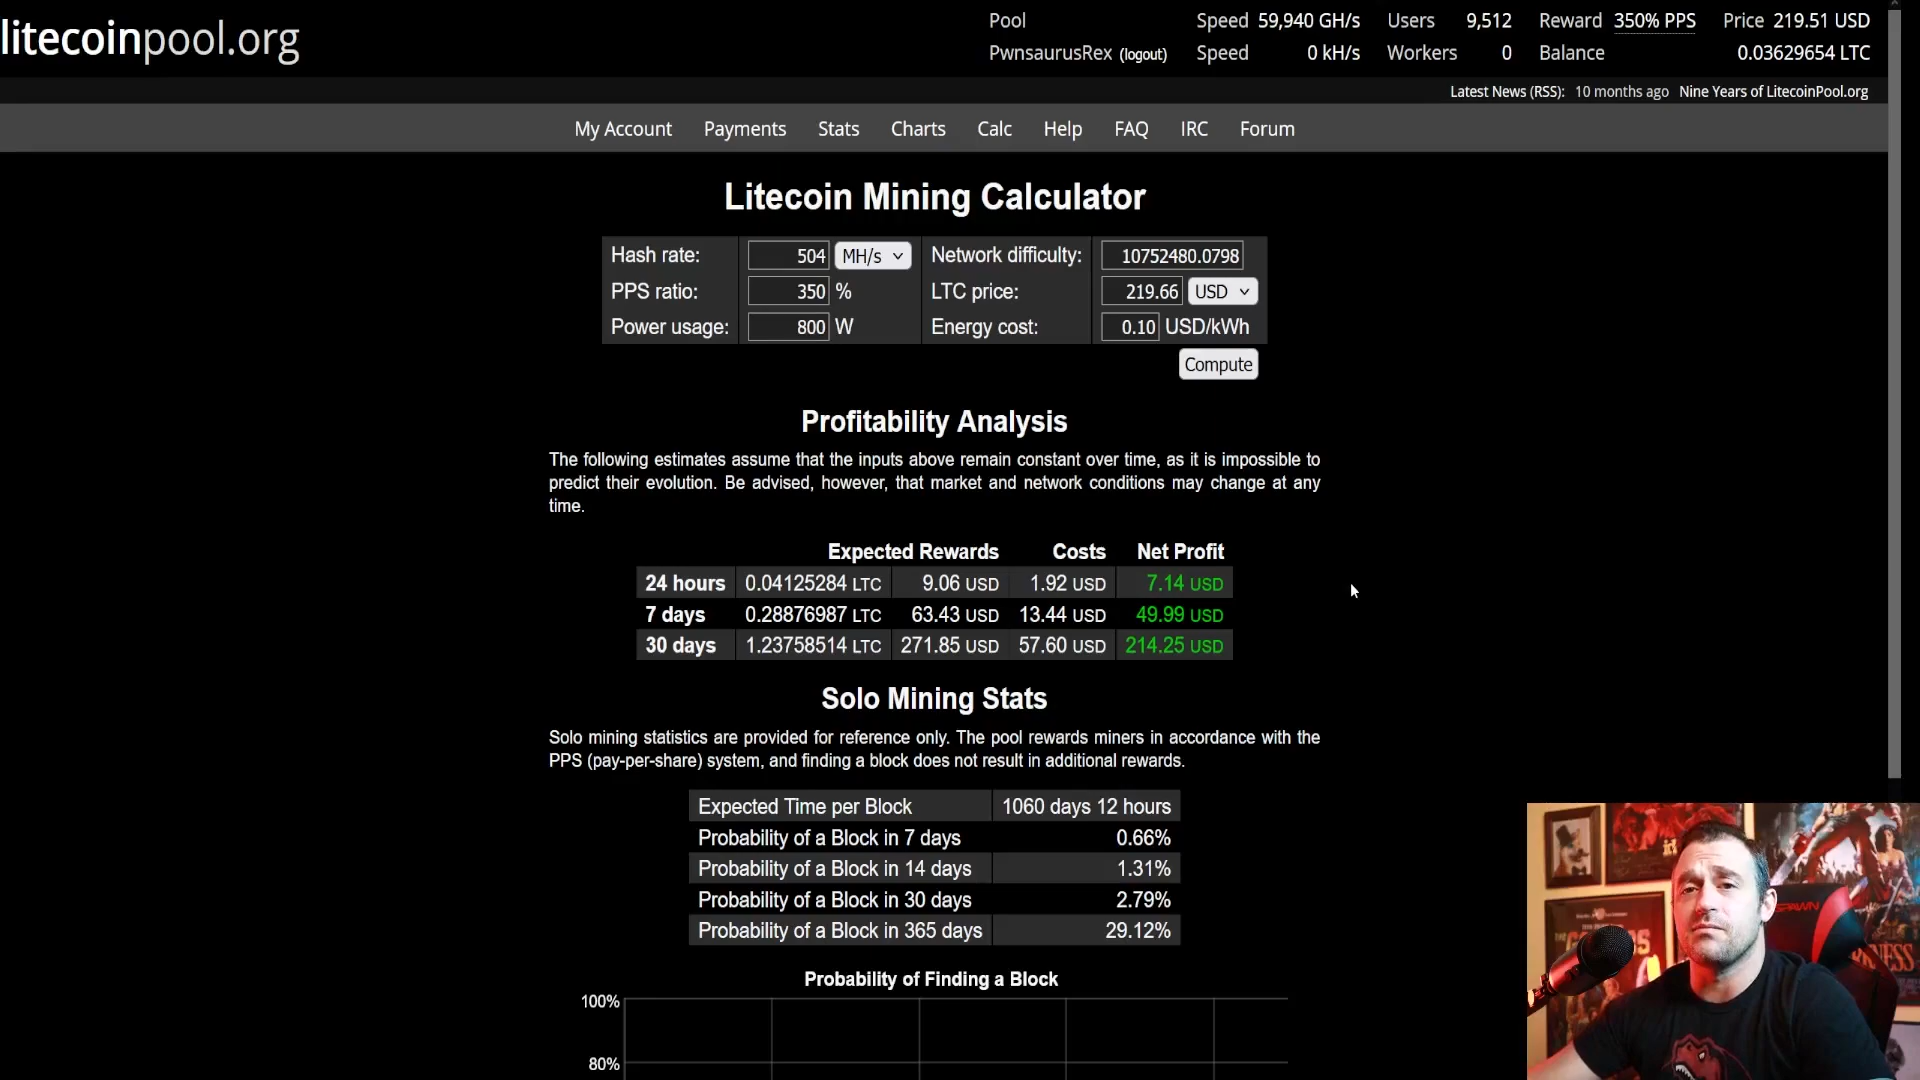 litecoinpool.org
Pool Speed 59,940 GH/s Users 9,512 Reward 350% PPS Price 219.51 USD
PwnsaurusRex (logout) Speed 0 kH/s Workers 0 Balance 0.03629654 LTC
Latest News (RSS): 10 months ago Nine Years of LitecoinPool.org
My Account Payments Stats Charts Calc Help FAQ IRC Forum
Litecoin Mining Calculator
Hash rate: 504 MH/s Network difficulty: 10752480.0798
PPS ratio: 350 % LTC price: 219.66 USD
Power usage: 800 W Energy cost: 0.10 USD/kWh
Compute
Profitability Analysis
The following estimates assume that the inputs above remain constant over time, as it is impossible to
predict their evolution. Be advised, however, that market and network conditions may change at any
time.
Expected Rewards Costs Net Profit
24 hours 0.04125284 LTC 9.06 USD 1.92 USD 7.14 USD
7 days 0.28876987 LTC 63.43 USD 13.44 USD 49.99 USD
30 days 1.23758514 LTC 271.85 USD 57.60 USD 214.25 USD
Solo Mining Stats
Solo mining statistics are provided for reference only. The pool rewards miners in accordance with the
PPS (pay-per-share) system, and finding a block does not result in additional rewards.
Expected Time per Block 1060 days 12 hours
Probability of a Block in 7 days 0.66%
Probability of a Block in 14 days 1.31%
Probability of a Block in 30 days 2.79%
Probability of a Block in 365 days 29.12%
Probability of Finding a Block
100%
80%